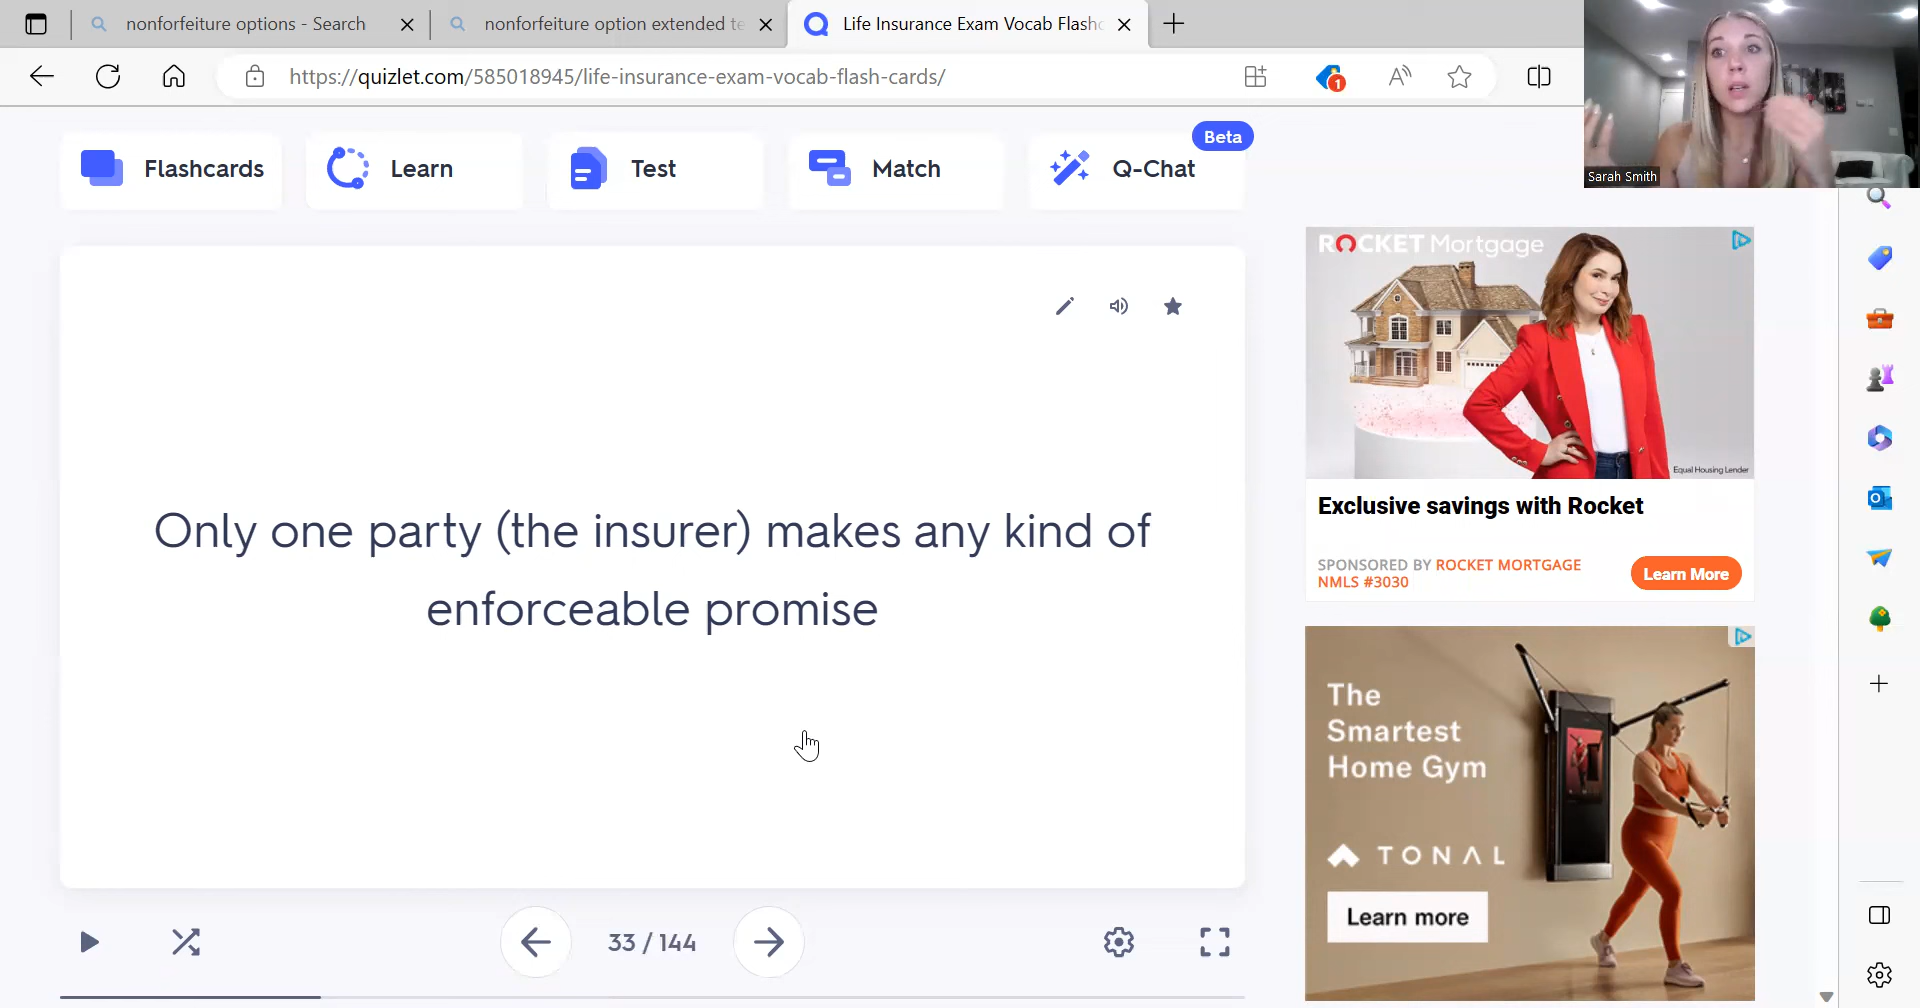 nonforfeiture options - Search
nonforfeiture option extended te
Life Insurance Exam Vocab Flashc
https://quizlet.com/585018945/life-insurance-exam-vocab-flash-cards/
1
Sarah Smith
Flashcards
Learn
Test
Match
Q-Chat
Beta
Only one party (the insurer) makes any kind of
enforceable promise
33 / 144
ROCKET Mortgage
Equal Housing Lender
Exclusive savings with Rocket
SPONSORED BY ROCKET MORTGAGE
NMLS #3030
Learn More
The
Smartest
Home Gym
TONAL
Learn more